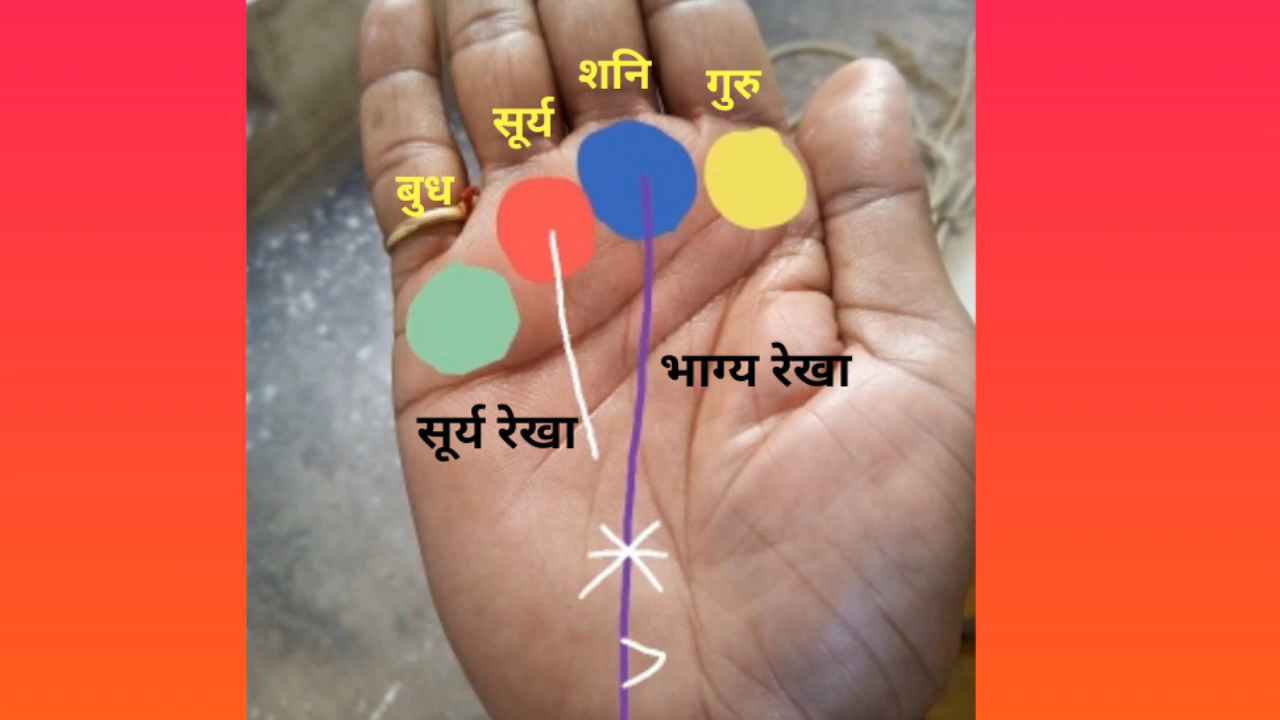 शनि
गुरु
सूर्य
बुध
भाग्य रेखा
सूर्य रेखा